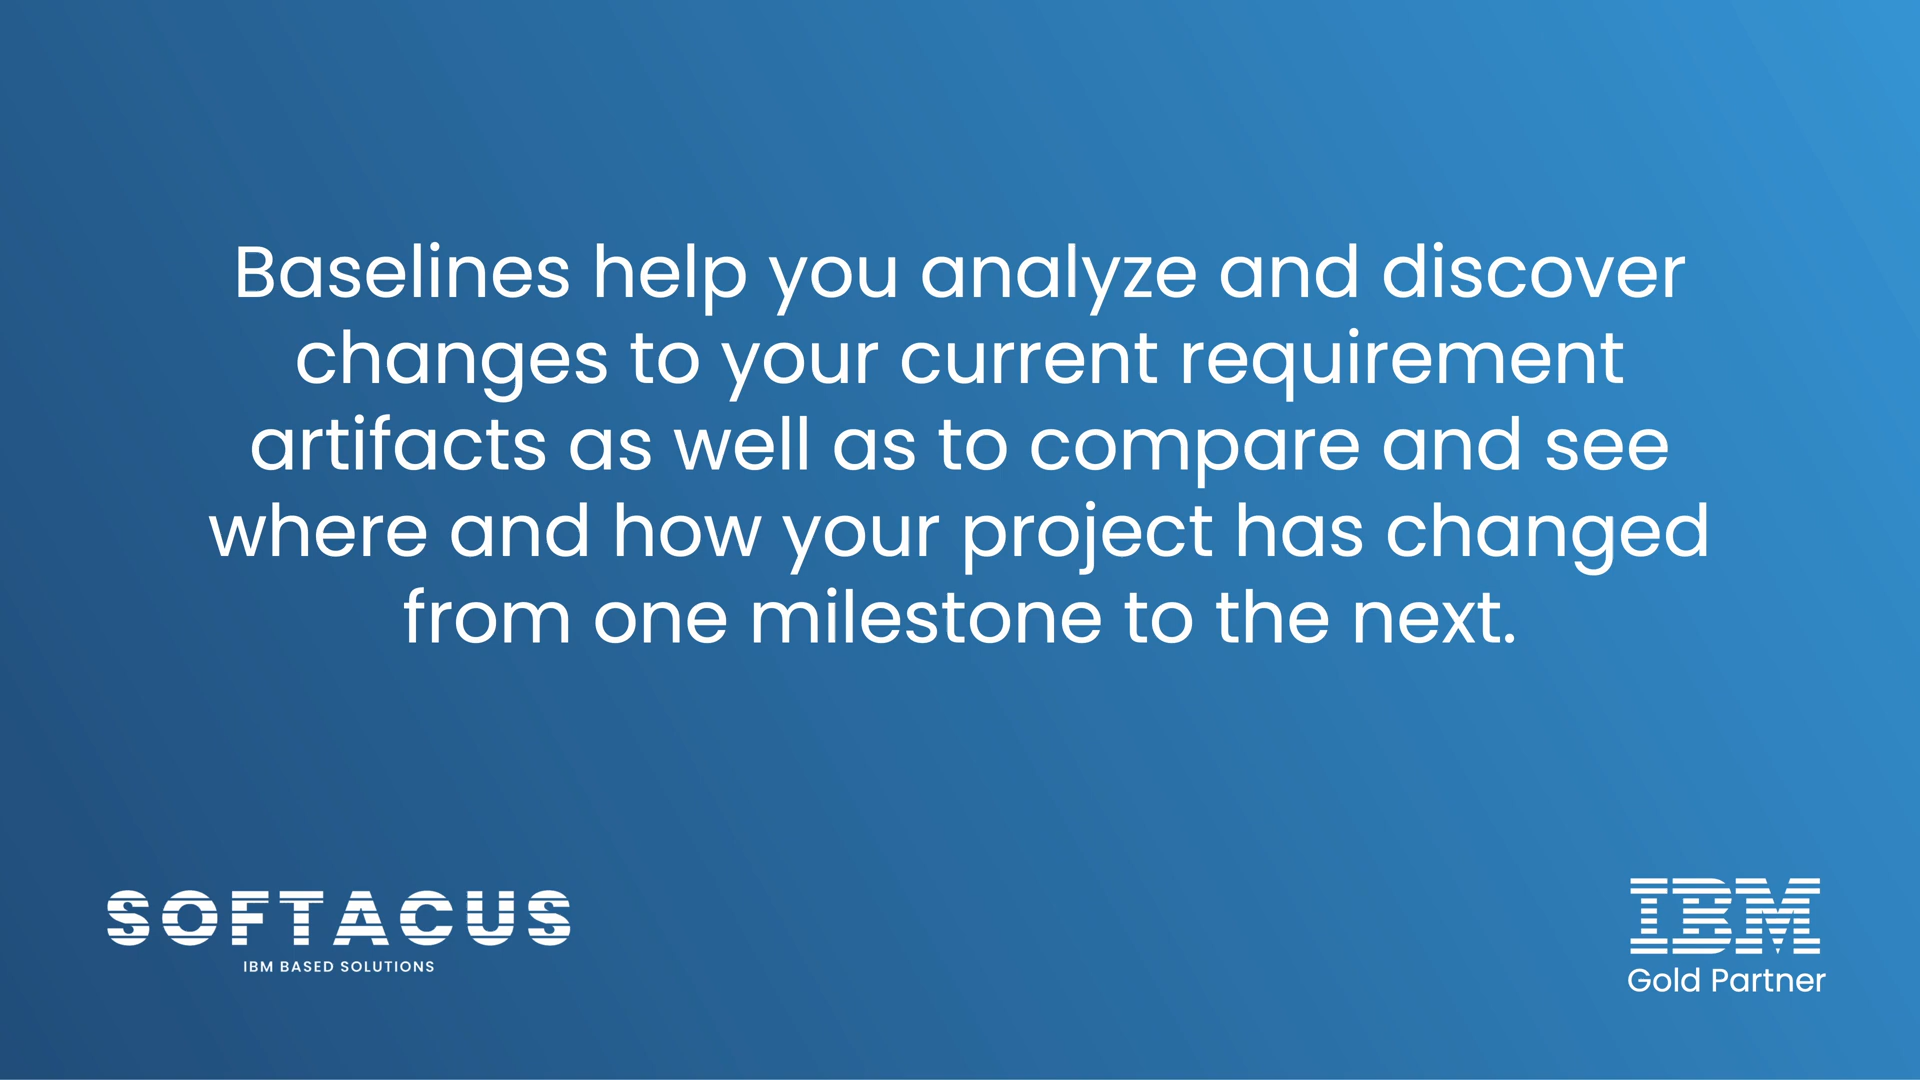 Baselines help you analyze and discover
changes to your current requirement
artifacts as well as to compare and see
where and how your project has changed
from one milestone to the next.
SOFTACUS
IBM BASED SOLUTIONS
IBM
Gold Partner